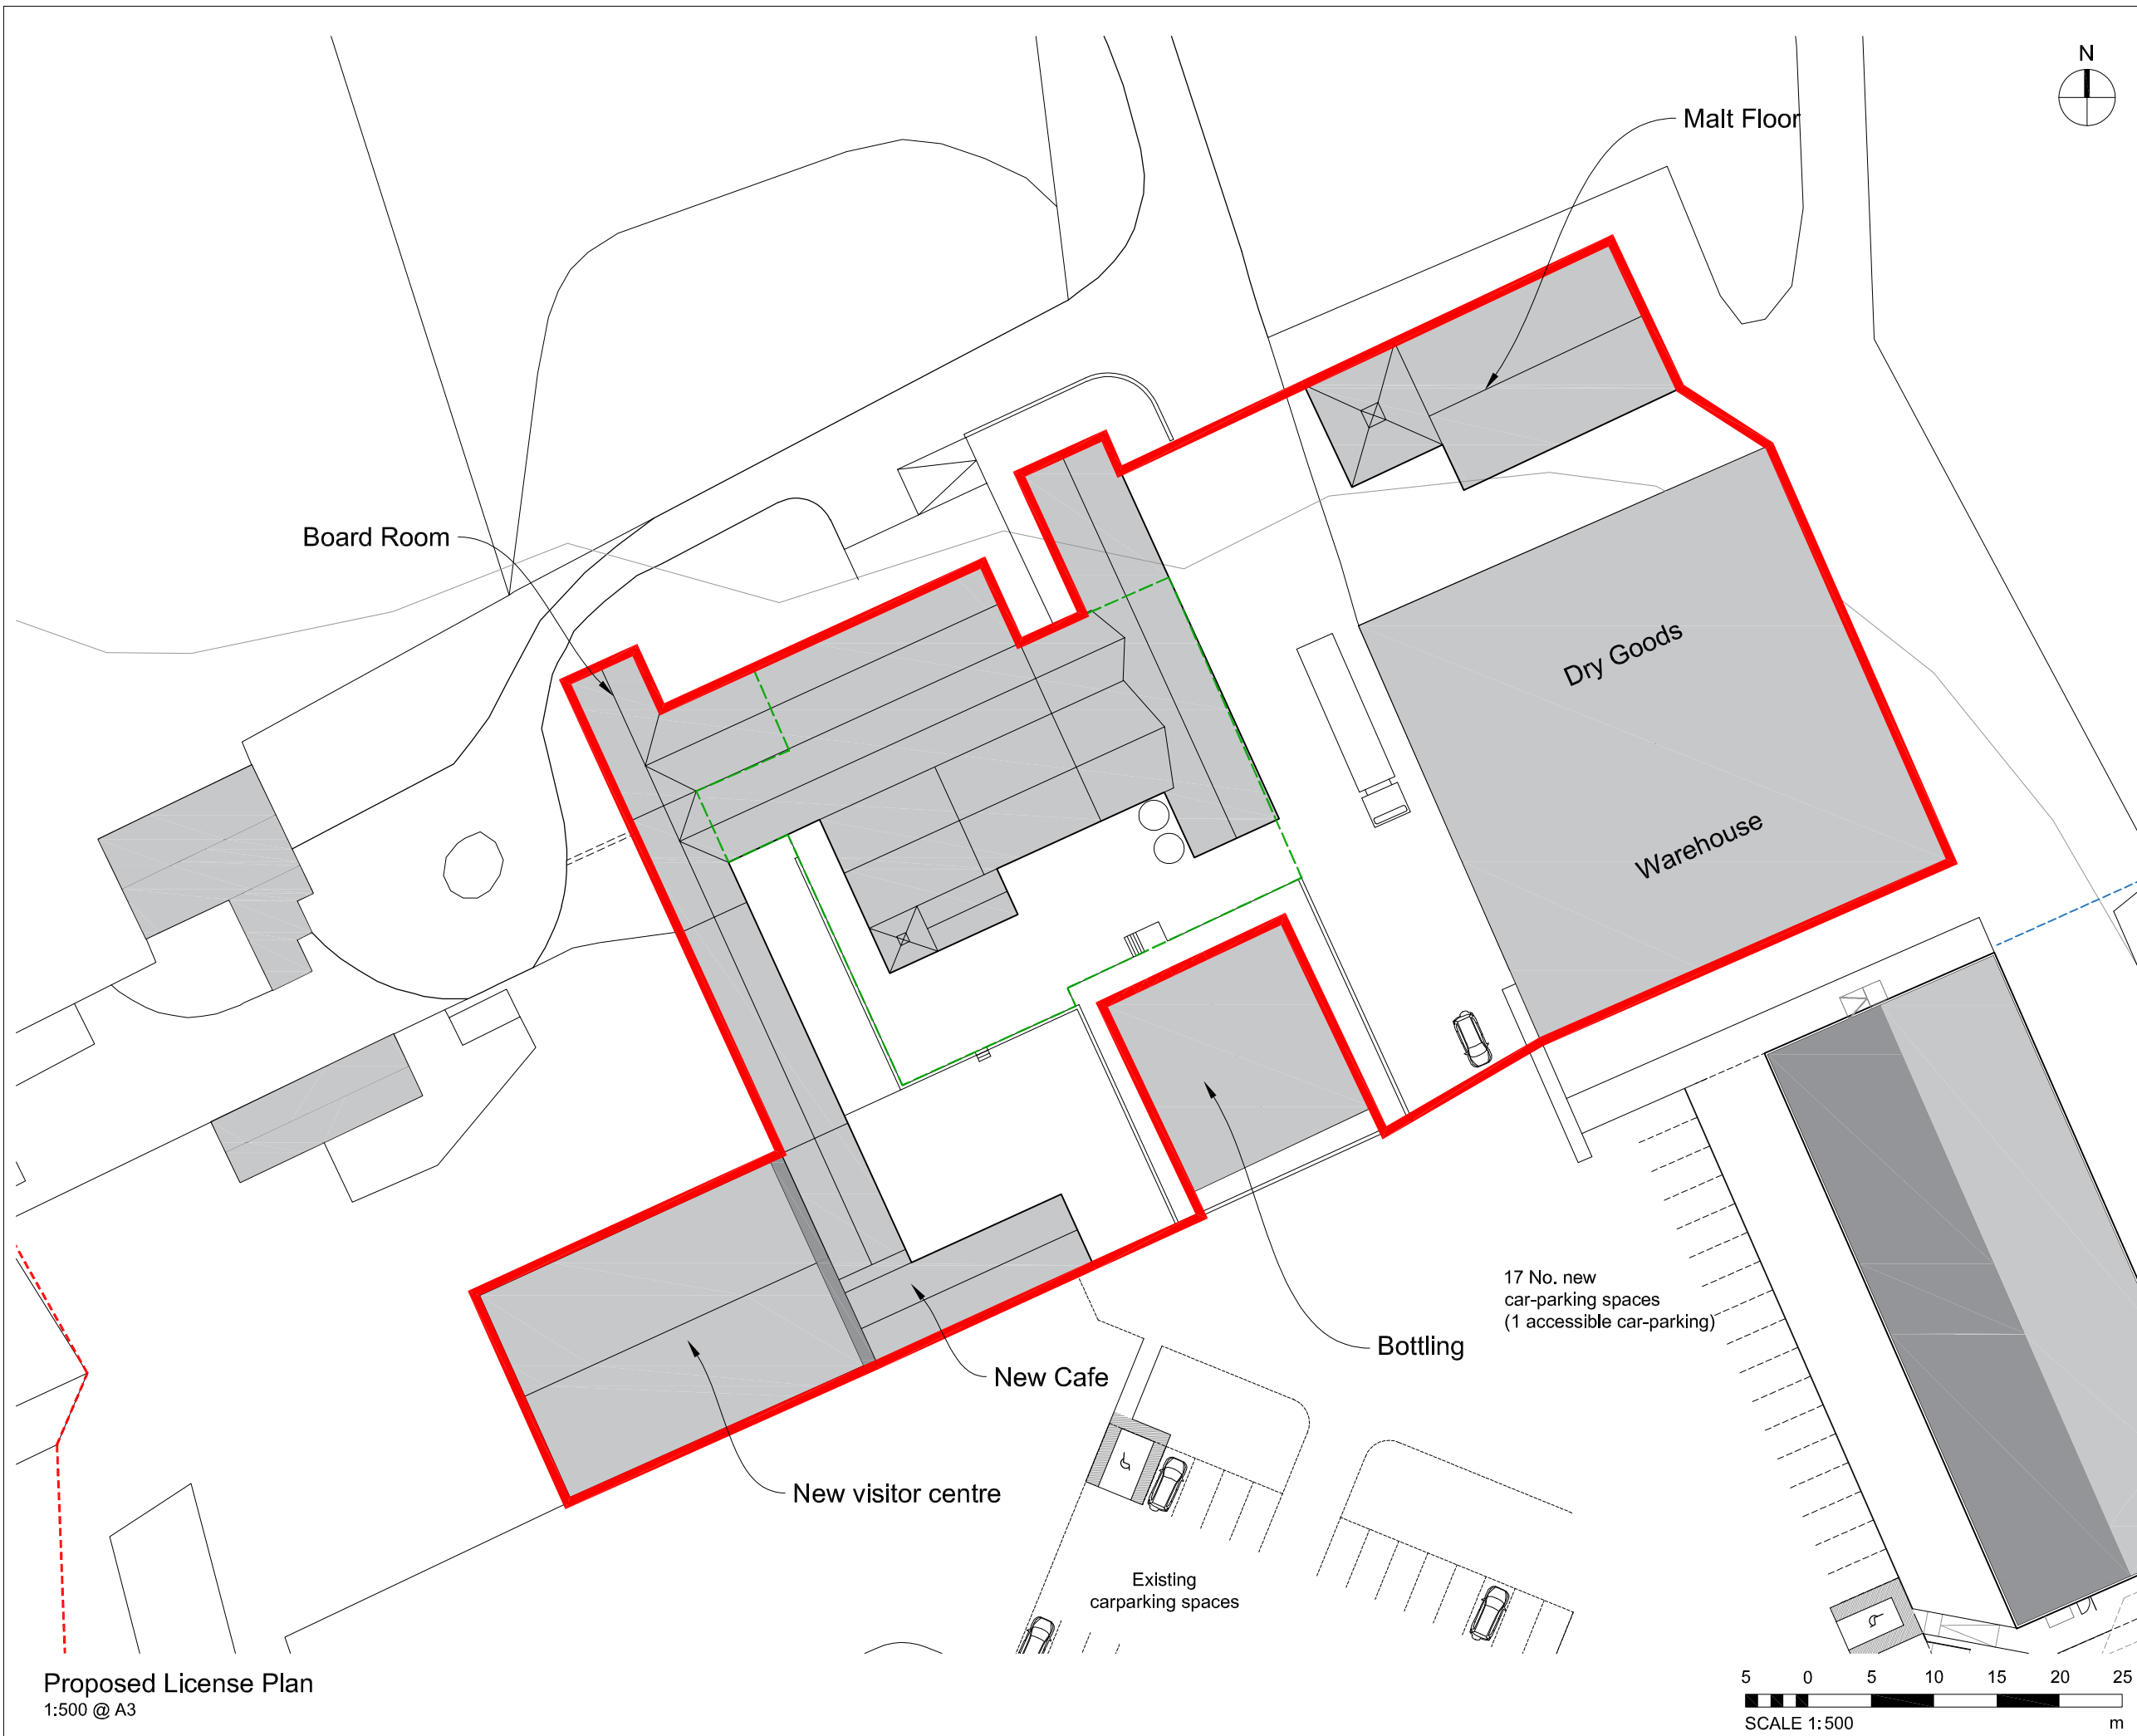 N
Malt Floor
Board Room
Dry Goods
Warehouse
17 No. new
car-parking spaces
(1 accessible car-parking)
Bottling
New Cafe
New visitor centre
Existing
carparking spaces
Proposed License Plan
1:500 @ A3
5 0 5 10 15 20 25
SCALE 1:500 m